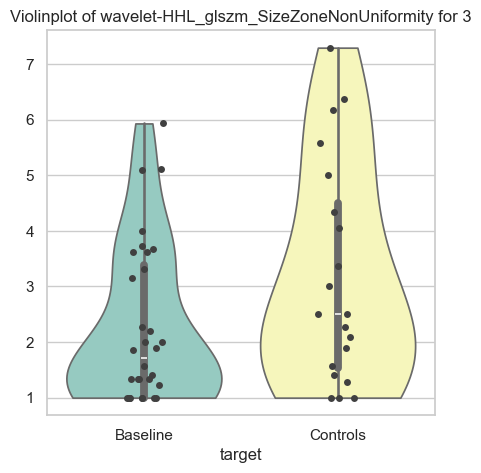 Violinplot of wavelet-HHL_glszm_SizeZoneNonUniformity for 3
7
6
5
4
3
2
1
Baseline
Controls
target